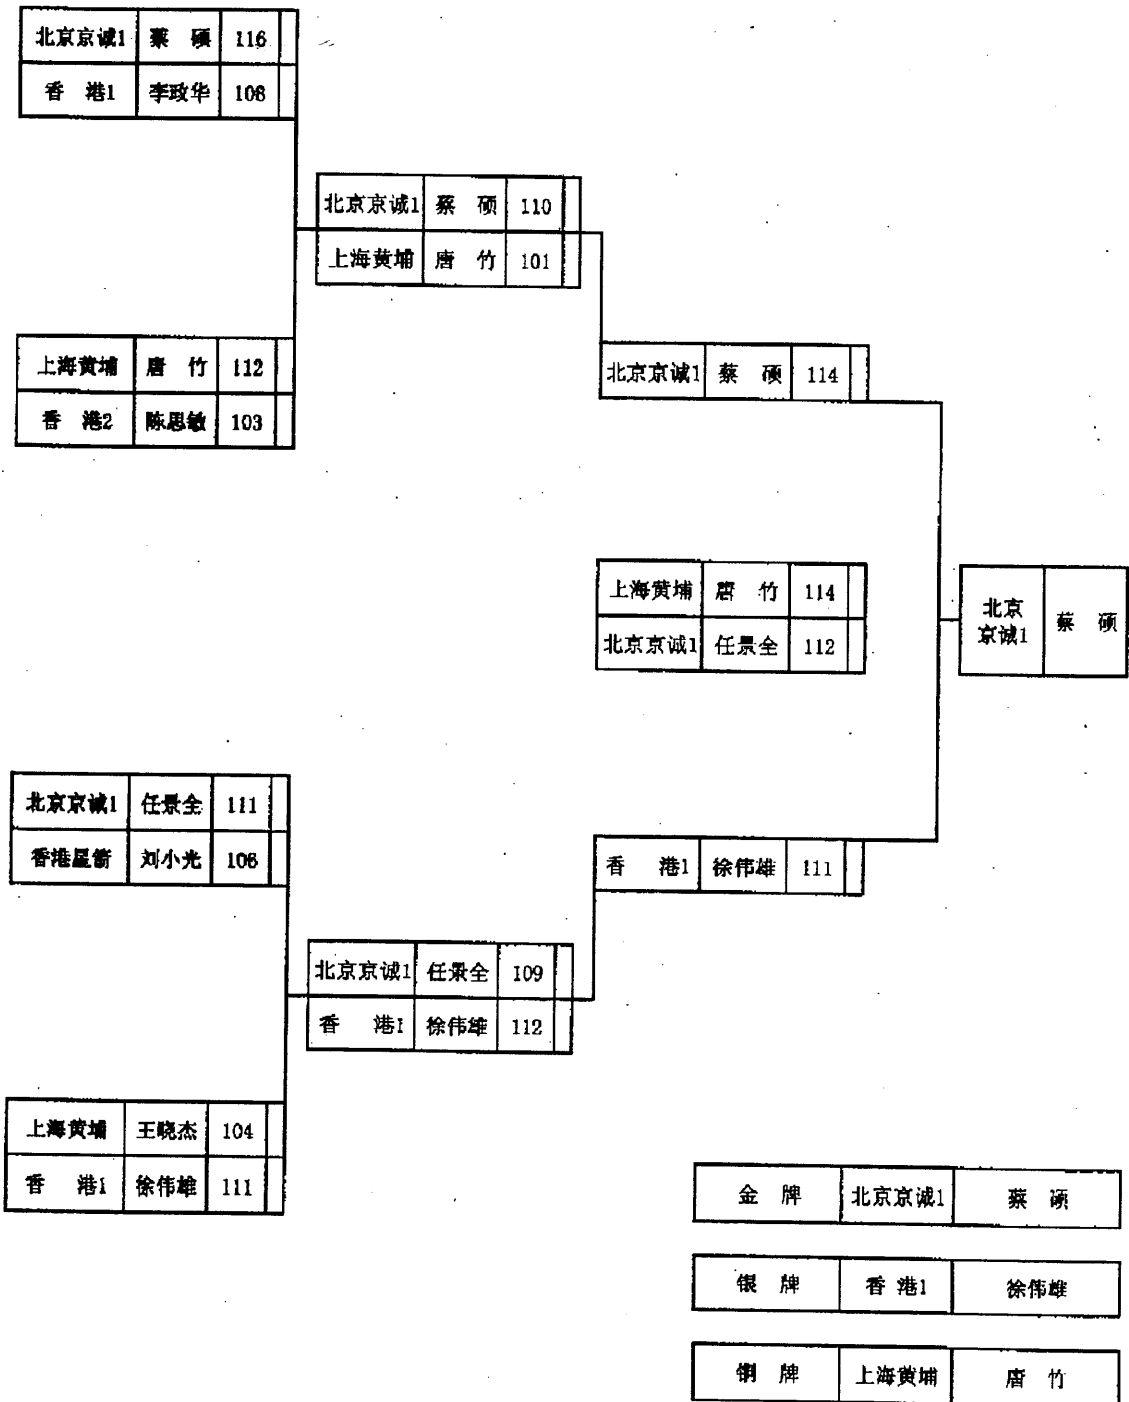 北京京诚1 蔡 硕 116
香 港1 李致华 108
北京京诚1 蔡 硕 110
上海黄埔 唐 竹 101
上海黄埔 唐 竹 112
香 港2 陈思敏 103
北京京诚1 蔡 硕 114
上海黄埔 唐 竹 114
北京京诚1 任景全 112
北京
京诚1 蔡 硕
北京京诚1 任景全 111
香港星箭 刘小光 106
香 港1 徐伟雄 111
北京京诚1 任景全 109
香 港1 徐伟雄 112
上海黄埔 王晓杰 104
香 港1 徐伟雄 111
金 牌 北京京诚1 蔡 硕
银 牌 香 港1 徐伟雄
铜 牌 上海黄埔 唐 竹